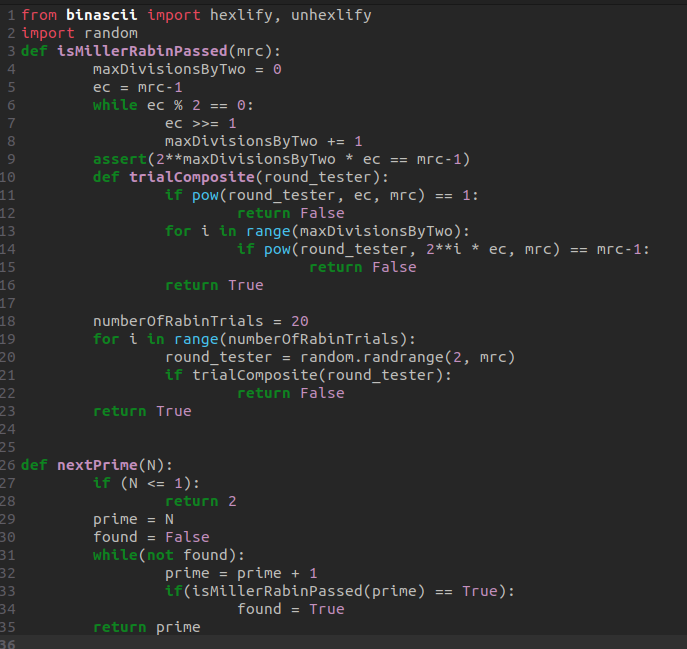 1 from binascii import hexlify, unhexlify
2 import random
3 def isMillerRabinPassed(mrc):
4         maxDivisionsByTwo = 0
5         ec = mrc-1
6         while ec % 2 == 0:
7                 ec >>= 1
8                 maxDivisionsByTwo += 1
9         assert(2**maxDivisionsByTwo * ec == mrc-1)
10         def trialComposite(round_tester):
11                 if pow(round_tester, ec, mrc) == 1:
12                         return False
13                 for i in range(maxDivisionsByTwo):
14                         if pow(round_tester, 2**i * ec, mrc) == mrc-1:
15                                 return False
16                 return True
17
18         numberOfRabinTrials = 20
19         for i in range(numberOfRabinTrials):
20                 round_tester = random.randrange(2, mrc)
21                 if trialComposite(round_tester):
22                         return False
23         return True
24
25
26 def nextPrime(N):
27         if (N <= 1):
28                 return 2
29         prime = N
30         found = False
31         while(not found):
32                 prime = prime + 1
33                 if(isMillerRabinPassed(prime) == True):
34                         found = True
35         return prime
36